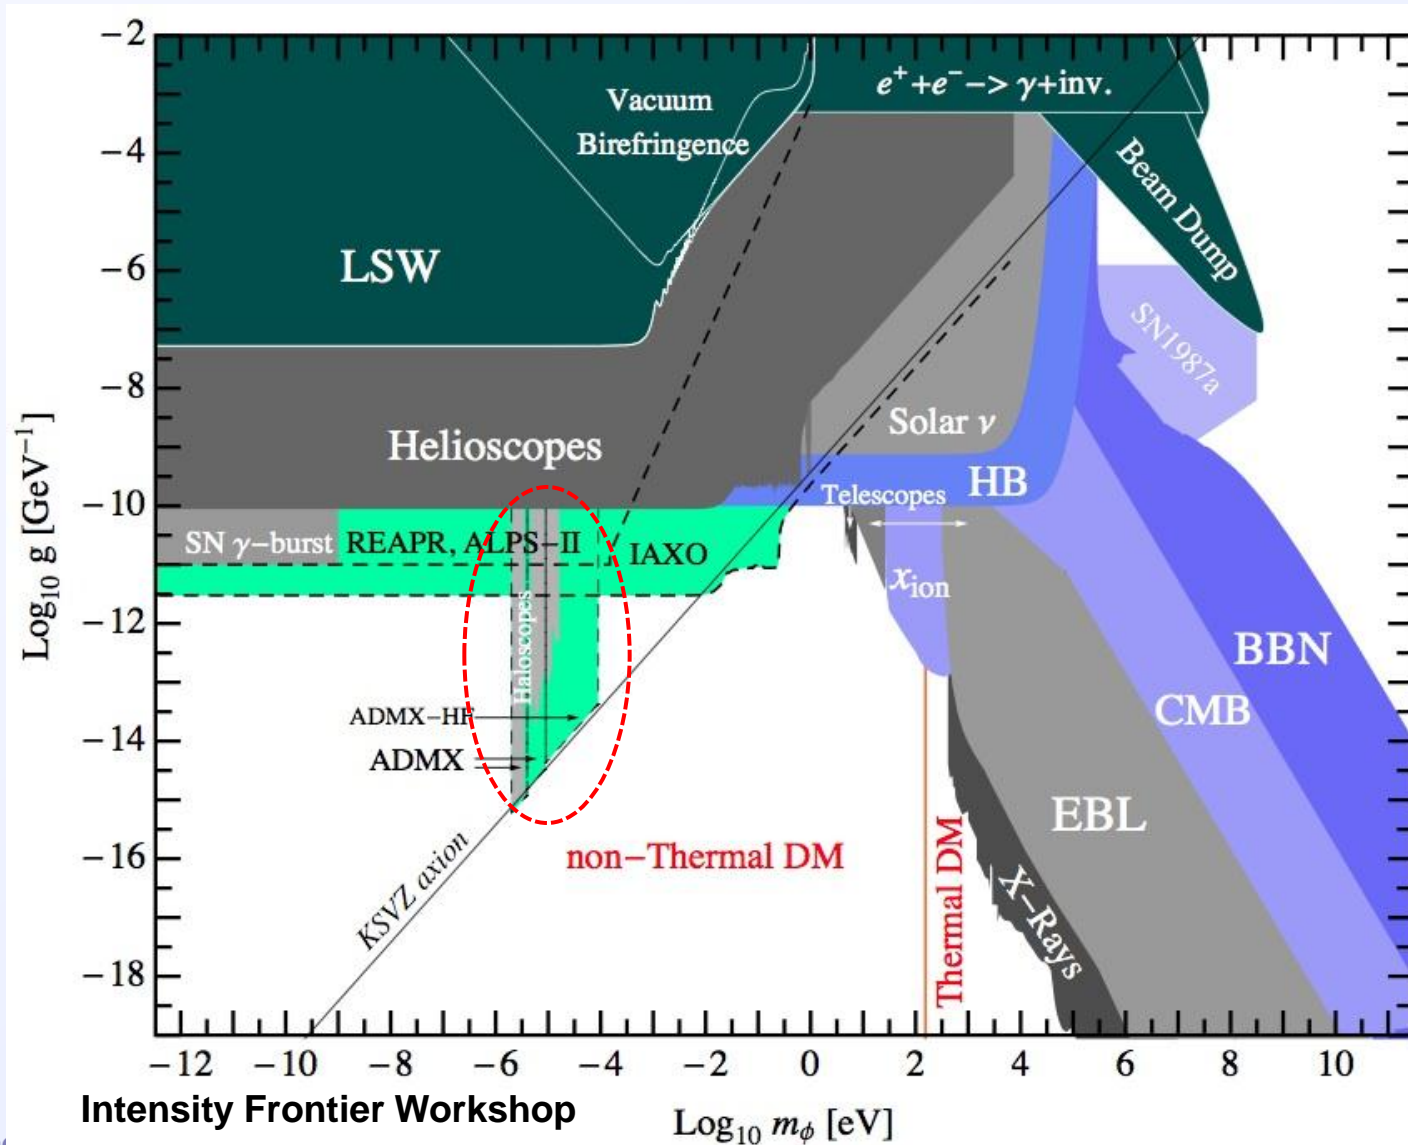 −2
−4
−6
−8
−10
−12
−14
−16
−18
Log₁₀ g [GeV⁻¹]
Vacuum
Birefringence
e⁺+e⁻−> γ+inv.
Beam Dump
LSW
SN1987a
Helioscopes
Solar ν
HB
Telescopes
SN γ−burst
REAPR, ALPS−II
IAXO
x_ion
Haloscopes
BBN
ADMX−HF
CMB
ADMX
EBL
KSVZ axion
non−Thermal DM
Thermal DM
X−Rays
−12 −10 −8 −6 −4 −2 0 2 4 6 8 10
Intensity Frontier Workshop
Log₁₀ m_ϕ [eV]